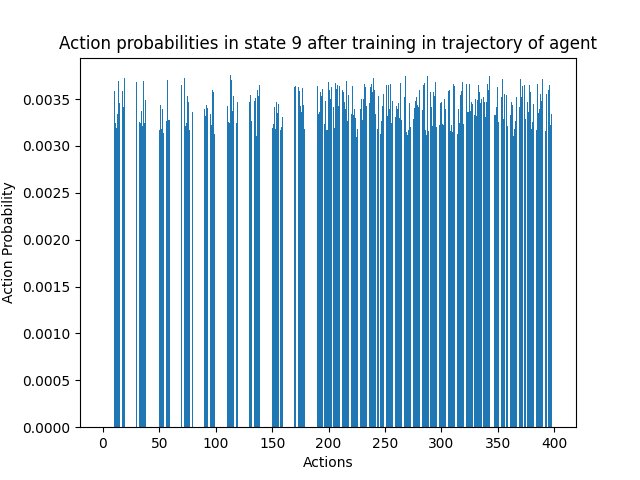 Action probabilities in state 9 after training in trajectory of agent
Action Probability
0.0035
0.0030
0.0025
0.0020
0.0015
0.0010
0.0005
0.0000
0 50 100 150 200 250 300 350 400
Actions